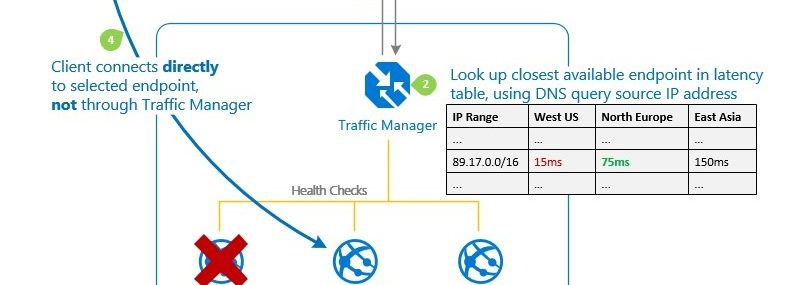 4
Client connects directly
to selected endpoint,
not through Traffic Manager
2
Traffic Manager
Look up closest available endpoint in latency
table, using DNS query source IP address
IP Range West US North Europe East Asia
... ... ... ...
89.17.0.0/16 15ms 75ms 150ms
... ... ... ...
Health Checks